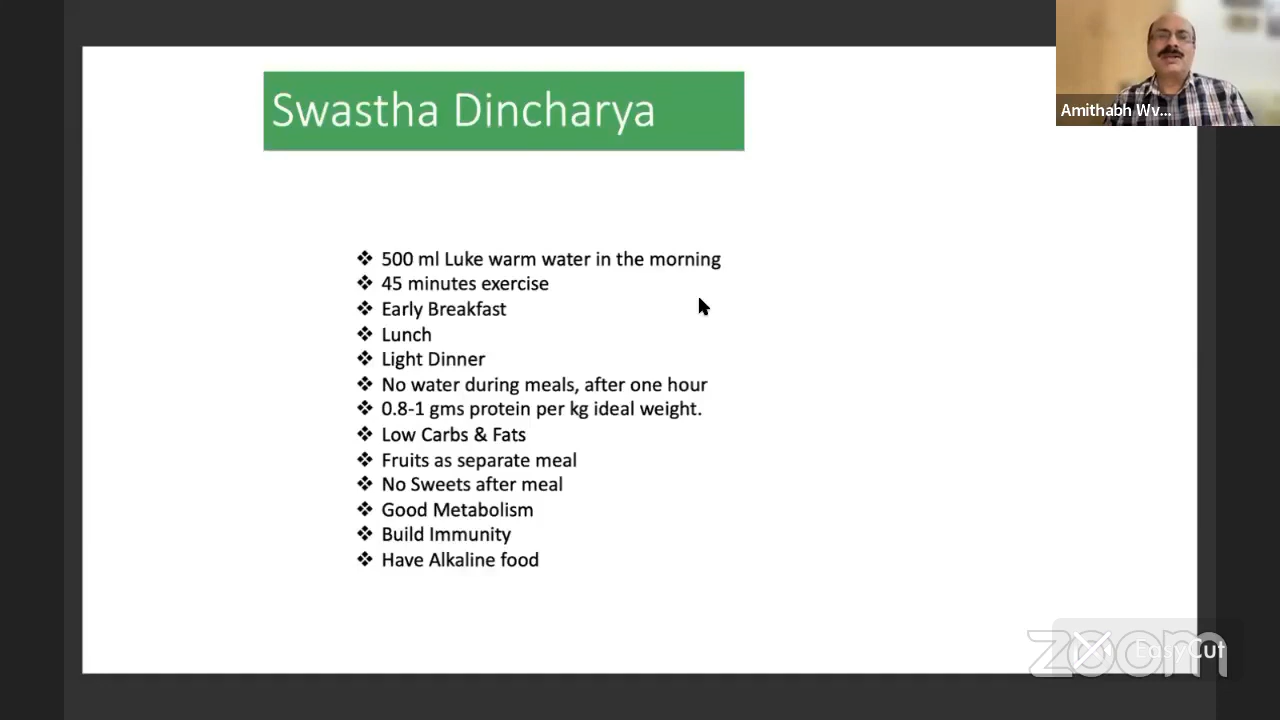 Swastha Dincharya
Amithabh Wv...
❖ 500 ml Luke warm water in the morning
❖ 45 minutes exercise
❖ Early Breakfast
❖ Lunch
❖ Light Dinner
❖ No water during meals, after one hour
❖ 0.8-1 gms protein per kg ideal weight.
❖ Low Carbs & Fats
❖ Fruits as separate meal
❖ No Sweets after meal
❖ Good Metabolism
❖ Build Immunity
❖ Have Alkaline food
zoom
EasyCut